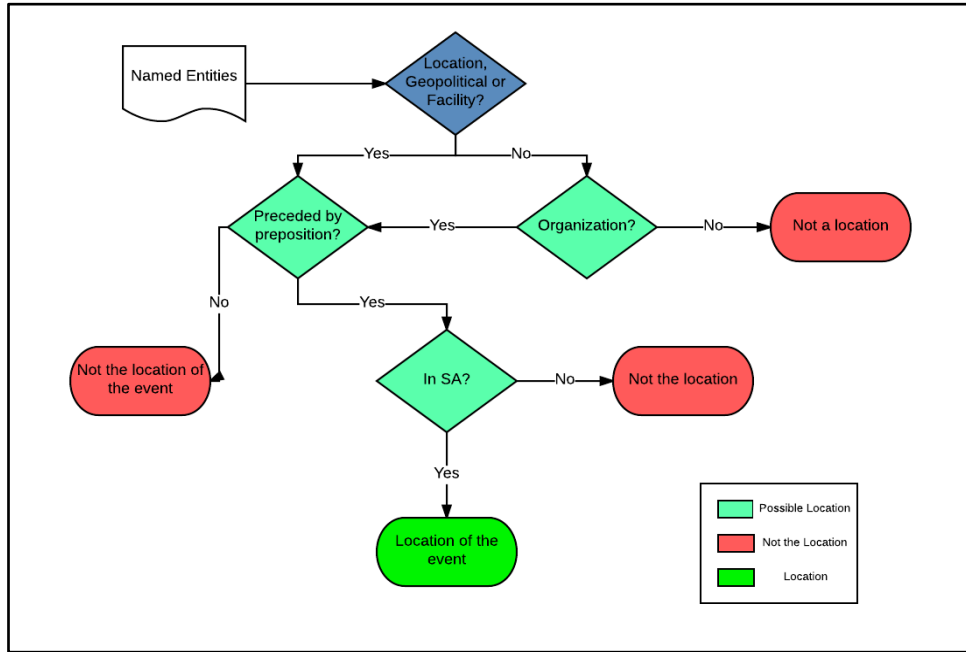 Named Entities
Location,
Geopolitical or
Facility?
Yes
No
Preceded by
preposition?
Yes
Organization?
No
Not a location
No
Yes
Not the location of
the event
In SA?
No
Not the location
Yes
Location of the
event
Possible Location
Not the Location
Location